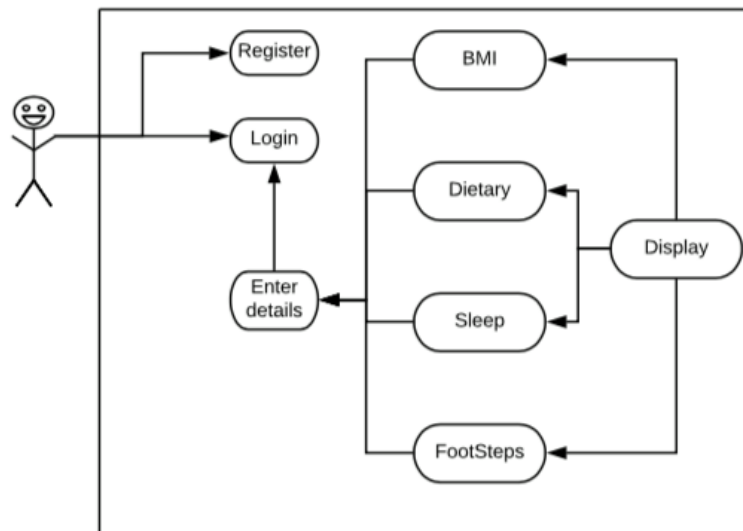 Register
BMI
Login
Dietary
Display
Enter
details
Sleep
FootSteps